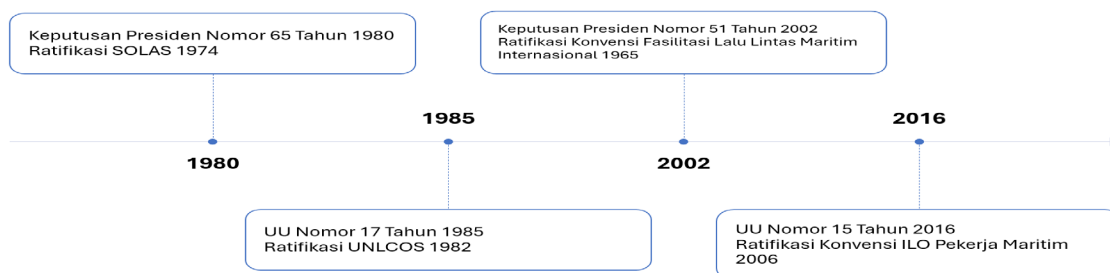 Keputusan Presiden Nomor 65 Tahun 1980
Ratifikasi SOLAS 1974
Keputusan Presiden Nomor 51 Tahun 2002
Ratifikasi Konvensi Fasilitasi Lalu Lintas Maritim
Internasional 1965
1985
2016
1980
2002
UU Nomor 17 Tahun 1985
Ratifikasi UNLCOS 1982
UU Nomor 15 Tahun 2016
Ratifikasi Konvensi ILO Pekerja Maritim
2006